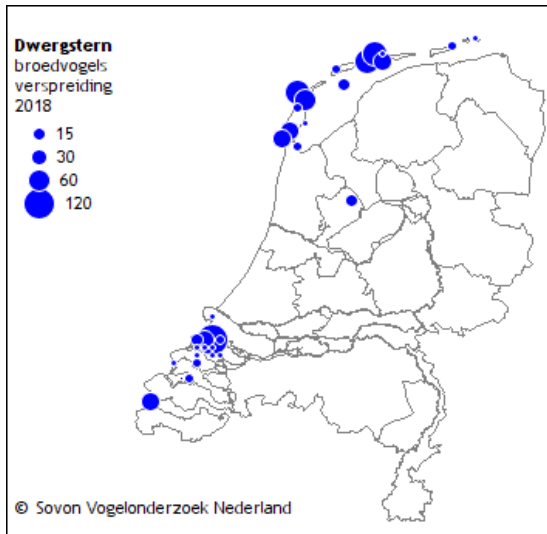 Dwergstern
broedvogels
verspreiding
2018
15
30
60
120
© Sovon Vogelonderzoek Nederland